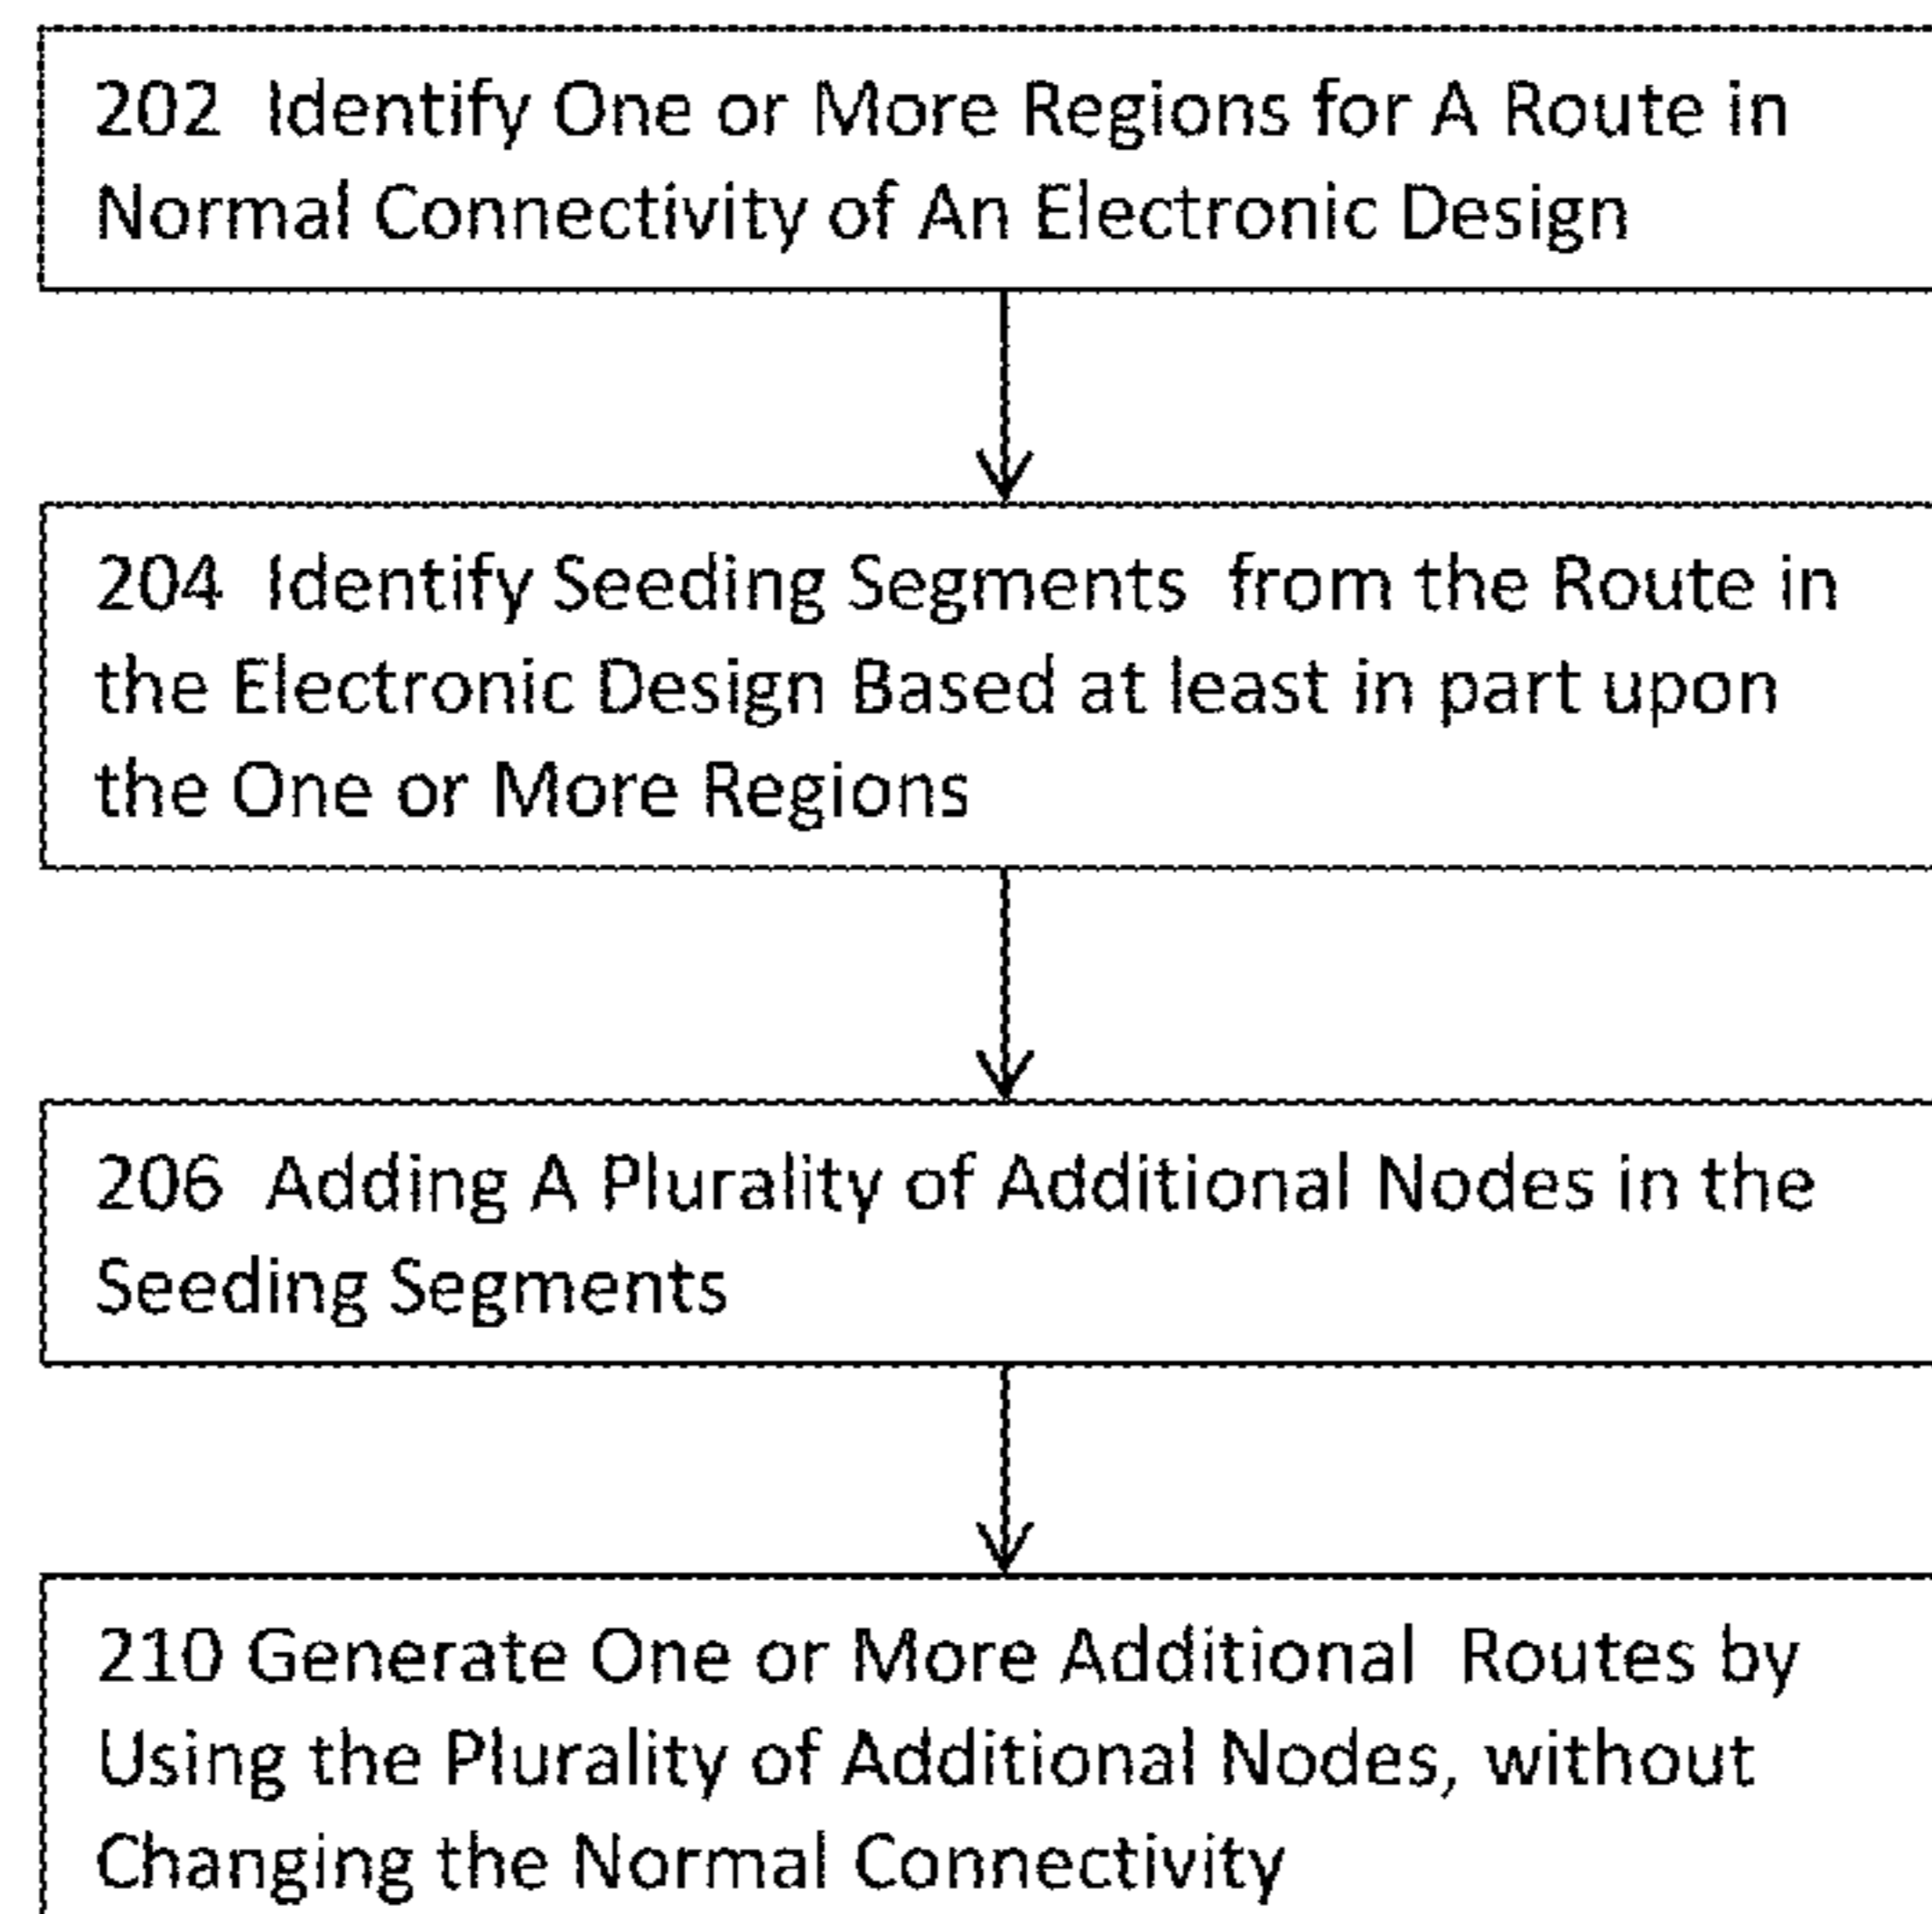 202 Identify One or More Regions for A Route in
Normal Connectivity of An Electronic Design
204 Identify Seeding Segments from the Route in
the Electronic Design Based at least in part upon
the One or More Regions
206 Adding A Plurality of Additional Nodes in the
Seeding Segments
210 Generate One or More Additional Routes by
Using the Plurality of Additional Nodes, without
Changing the Normal Connectivity